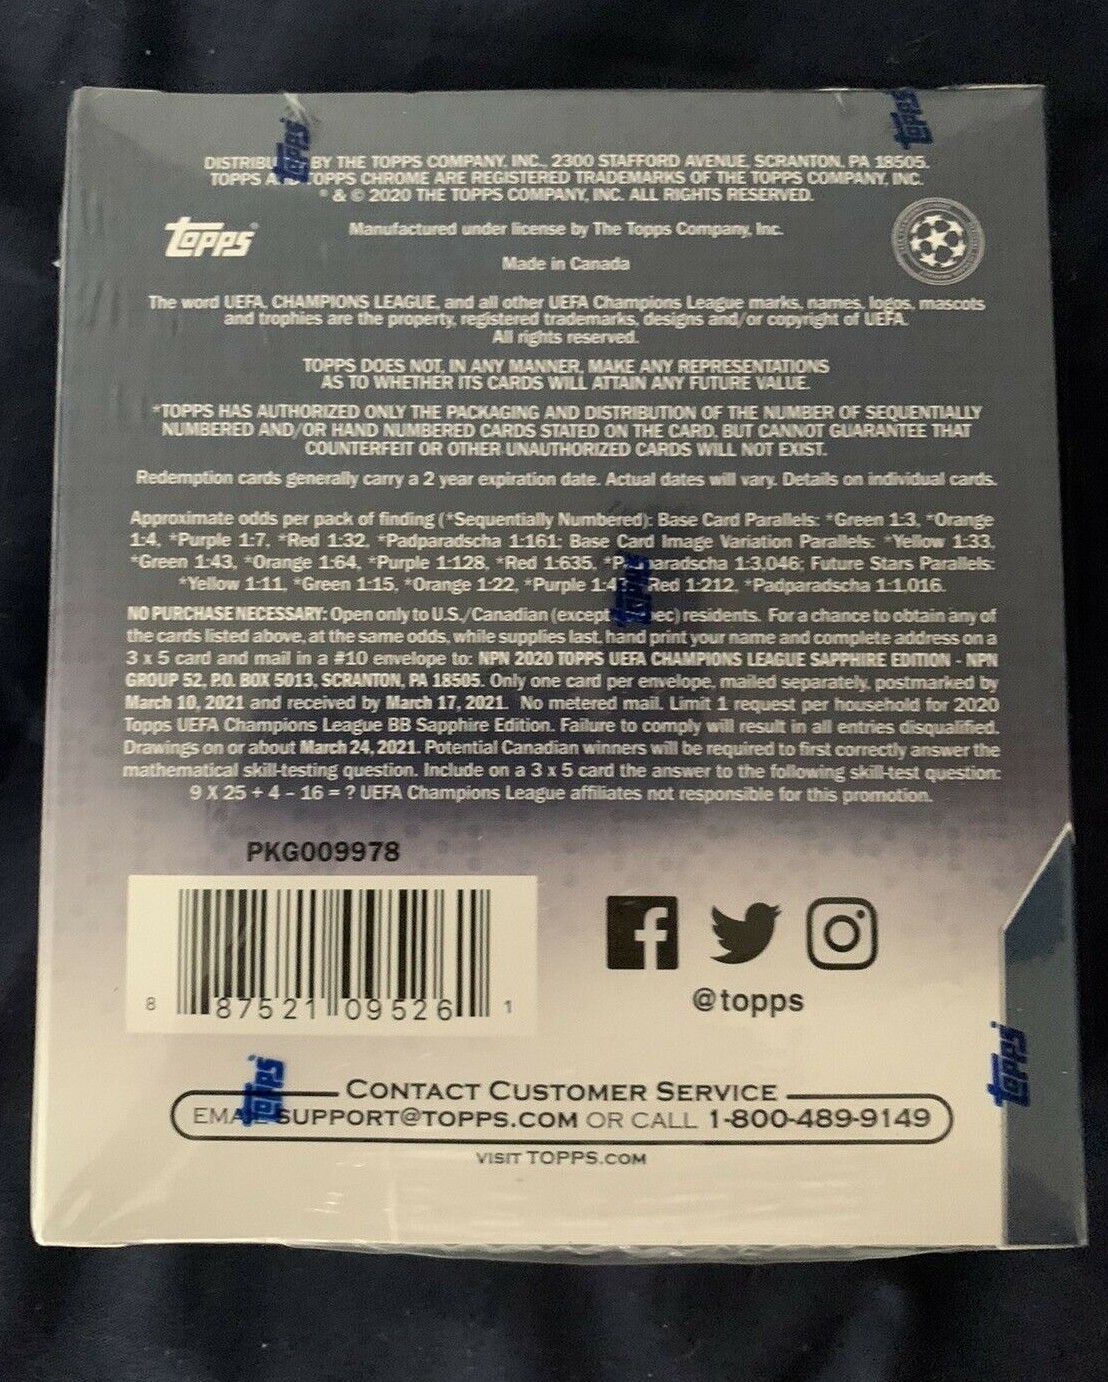 DISTRIBU BY THE TOPPS COMPANY, INC., 2300 STAFFORD AVENUE, SCRANTON, PA 18505.
TOPPS A D TOPPS CHROME ARE REGISTERED TRADEMARKS OF THE TOPPS COMPANY, INC.
® & © 2020 THE TOPPS COMPANY, INC. ALL RIGHTS RESERVED.
topps®
Manufactured under license by The Topps Company, Inc.
Made in Canada
The word UEFA, CHAMPIONS LEAGUE, and all other UEFA Champions League marks, names, logos, mascots
and trophies are the property, registered trademarks, designs and/or copyright of UEFA.
All rights reserved.
TOPPS DOES NOT, IN ANY MANNER, MAKE ANY REPRESENTATIONS
AS TO WHETHER ITS CARDS WILL ATTAIN ANY FUTURE VALUE.
*TOPPS HAS AUTHORIZED ONLY THE PACKAGING AND DISTRIBUTION OF THE NUMBER OF SEQUENTIALLY
NUMBERED AND/OR HAND NUMBERED CARDS STATED ON THE CARD, BUT CANNOT GUARANTEE THAT
COUNTERFEIT OR OTHER UNAUTHORIZED CARDS WILL NOT EXIST.
Redemption cards generally carry a 2 year expiration date. Actual dates will vary. Details on individual cards.
Approximate odds per pack of finding (*Sequentially Numbered): Base Card Parallels: *Green 1:3, *Orange
1:4, *Purple 1:7, *Red 1:32, *Padparadscha 1:161; Base Card Image Variation Parallels: *Yellow 1:33,
*Green 1:43, *Orange 1:64, *Purple 1:128, *Red 1:635, *P aradscha 1:3,046; Future Stars Parallels:
*Yellow 1:11, *Green 1:15, *Orange 1:22, *Purple 1:4 Red 1:212, *Padparadscha 1:1,016.
NO PURCHASE NECESSARY: Open only to U.S./Canadian (except ec) residents. For a chance to obtain any of
the cards listed above, at the same odds, while supplies last, hand print your name and complete address on a
3 x 5 card and mail in a #10 envelope to: NPN 2020 TOPPS UEFA CHAMPIONS LEAGUE SAPPHIRE EDITION - NPN
GROUP 52, P.O. BOX 5013, SCRANTON, PA 18505. Only one card per envelope, mailed separately, postmarked by
March 10, 2021 and received by March 17, 2021. No metered mail. Limit 1 request per household for 2020
Topps UEFA Champions League BB Sapphire Edition. Failure to comply will result in all entries disqualified.
Drawings on or about March 24, 2021. Potential Canadian winners will be required to first correctly answer the
mathematical skill-testing question. Include on a 3 x 5 card the answer to the following skill-test question:
9 X 25 + 4 - 16 = ? UEFA Champions League affiliates not responsible for this promotion.
PKG009978
8 87521 09526 1
@topps
CONTACT CUSTOMER SERVICE
EMA SUPPORT@TOPPS.COM OR CALL 1-800-489-9149
VISIT TOPPS.COM
topps
topps
topps
topps
topps